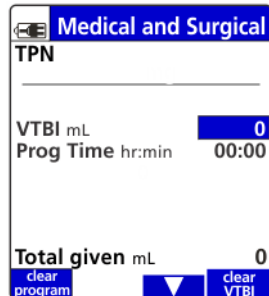 Medical and Surgical
TPN
VTBI mL 0
Prog Time hr:min 00:00
Total given mL 0
clear program
clear VTBI